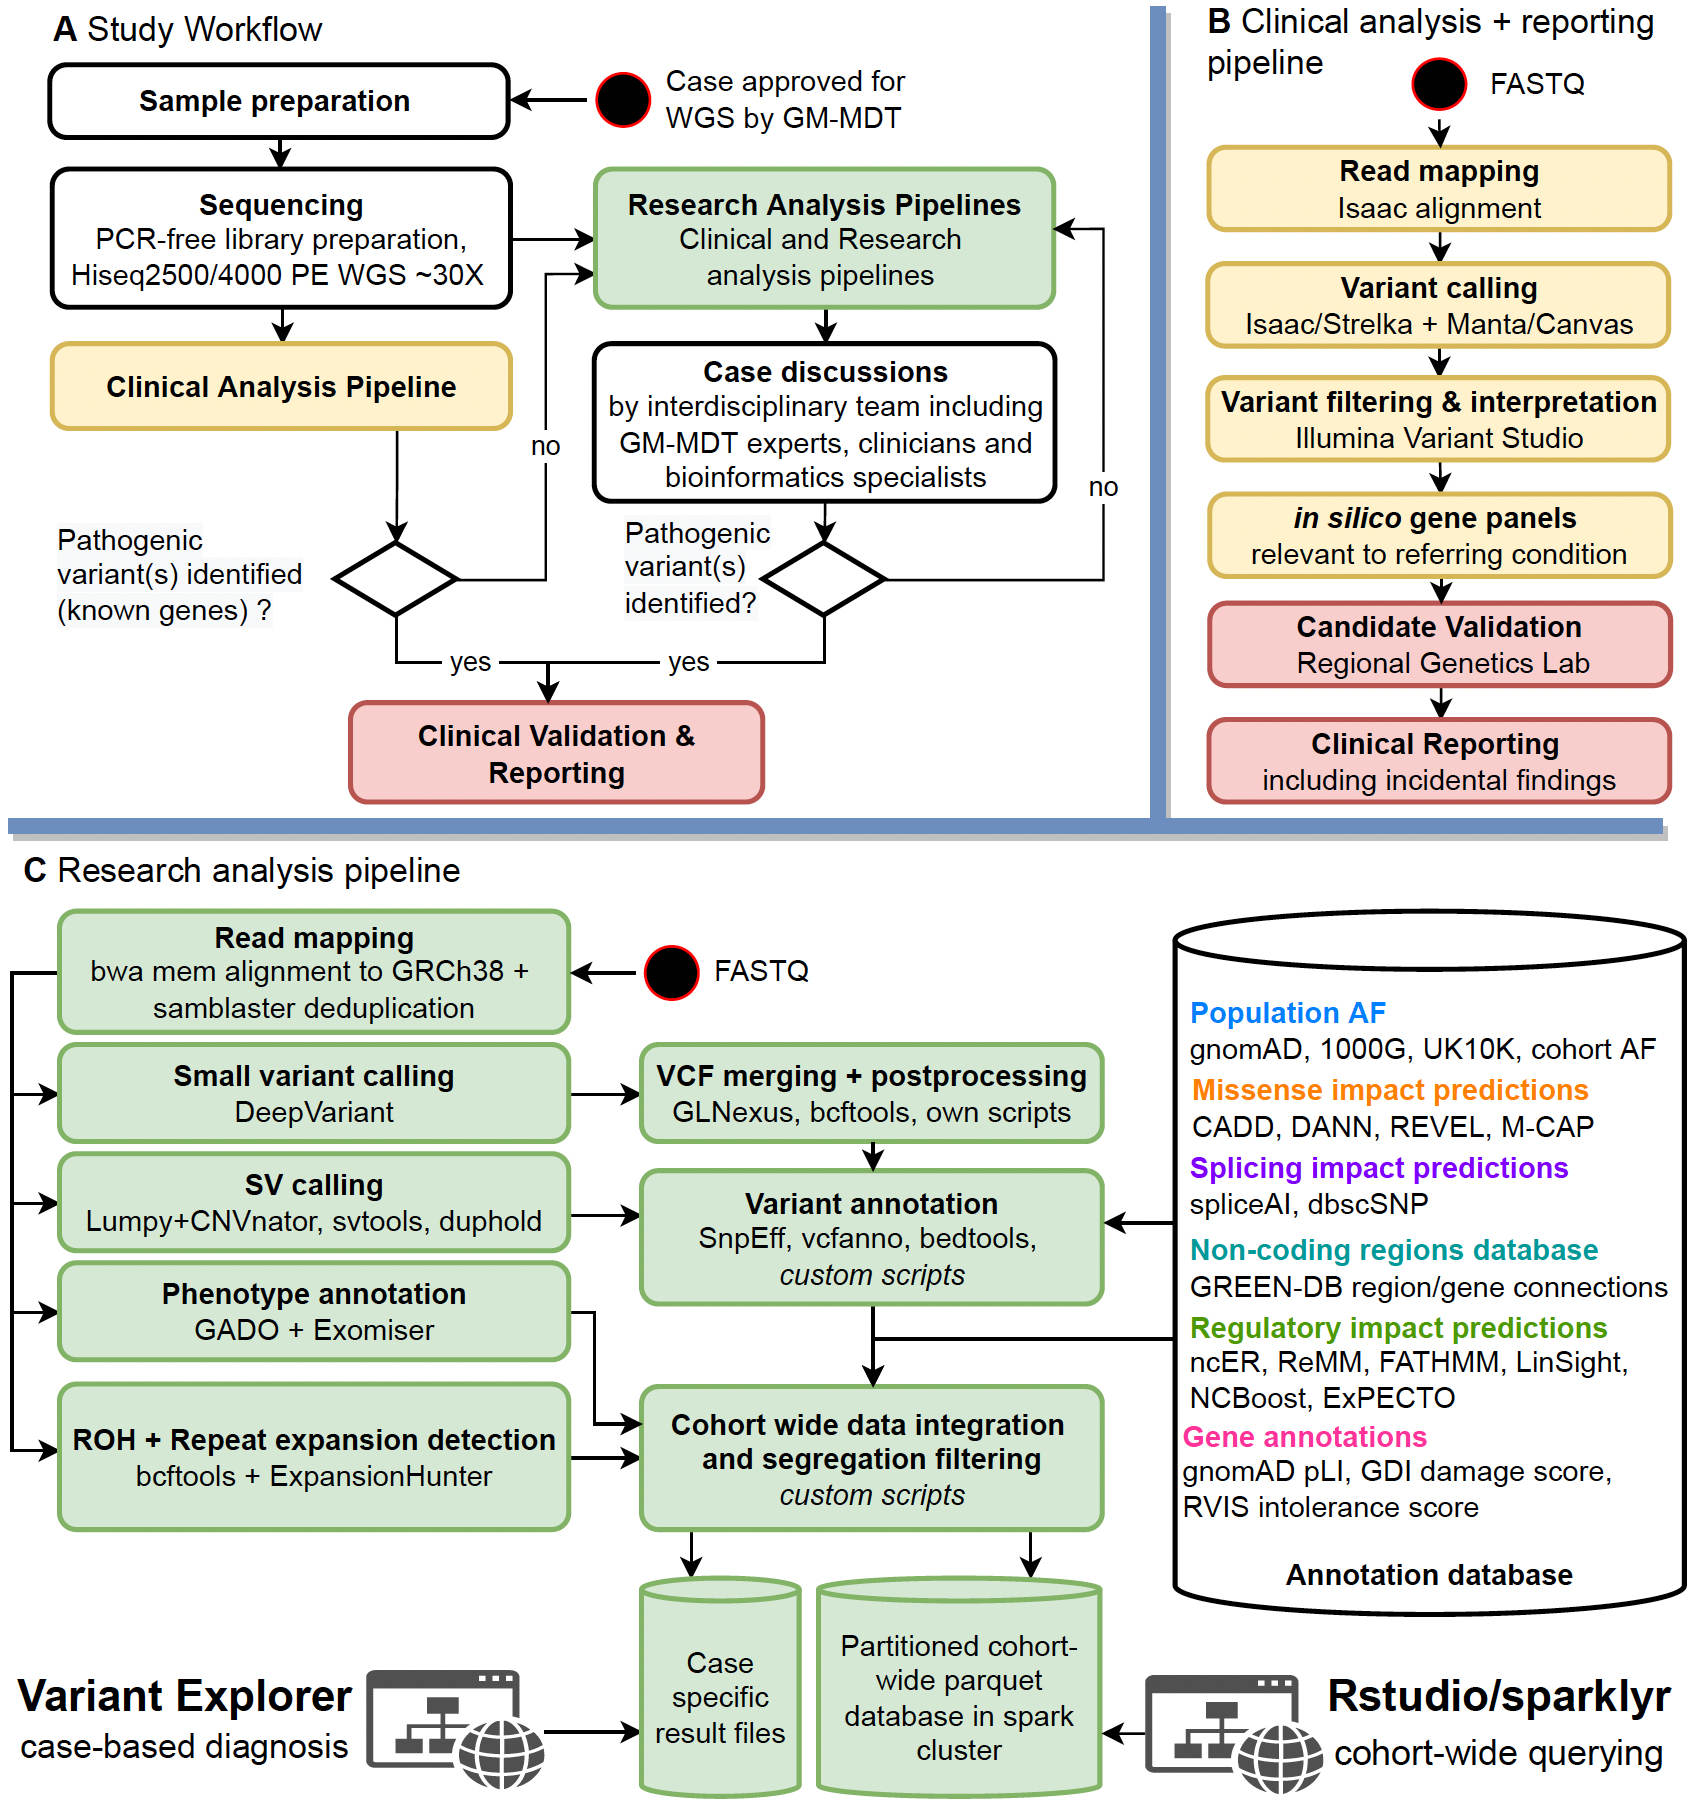 A Study Workflow
Sample preparation
Case approved for
WGS by GM-MDT
Sequencing
PCR-free library preparation,
Hiseq2500/4000 PE WGS ~30X
Research Analysis Pipelines
Clinical and Research
analysis pipelines
Clinical Analysis Pipeline
Case discussions
by interdisciplinary team including
GM-MDT experts, clinicians and
bioinformatics specialists
no
no
Pathogenic
variant(s) identified
(known genes) ?
Pathogenic
variant(s)
identified?
yes
yes
Clinical Validation &
Reporting
B Clinical analysis + reporting
pipeline
FASTQ
Read mapping
Isaac alignment
Variant calling
Isaac/Strelka + Manta/Canvas
Variant filtering & interpretation
Illumina Variant Studio
in silico gene panels
relevant to referring condition
Candidate Validation
Regional Genetics Lab
Clinical Reporting
including incidental findings
C Research analysis pipeline
Read mapping
bwa mem alignment to GRCh38 +
samblaster deduplication
FASTQ
Small variant calling
DeepVariant
VCF merging + postprocessing
GLNexus, bcftools, own scripts
SV calling
Lumpy+CNVnator, svtools, duphold
Variant annotation
SnpEff, vcfanno, bedtools,
custom scripts
Phenotype annotation
GADO + Exomiser
ROH + Repeat expansion detection
bcftools + ExpansionHunter
Cohort wide data integration
and segregation filtering
custom scripts
Population AF
gnomAD, 1000G, UK10K, cohort AF
Missense impact predictions
CADD, DANN, REVEL, M-CAP
Splicing impact predictions
spliceAI, dbscSNP
Non-coding regions database
GREEN-DB region/gene connections
Regulatory impact predictions
ncER, ReMM, FATHMM, LinSight,
NCBoost, ExPECTO
Gene annotations
gnomAD pLI, GDI damage score,
RVIS intolerance score
Annotation database
Variant Explorer
case-based diagnosis
Case
specific
result files
Partitioned cohort-
wide parquet
database in spark
cluster
Rstudio/sparklyr
cohort-wide querying